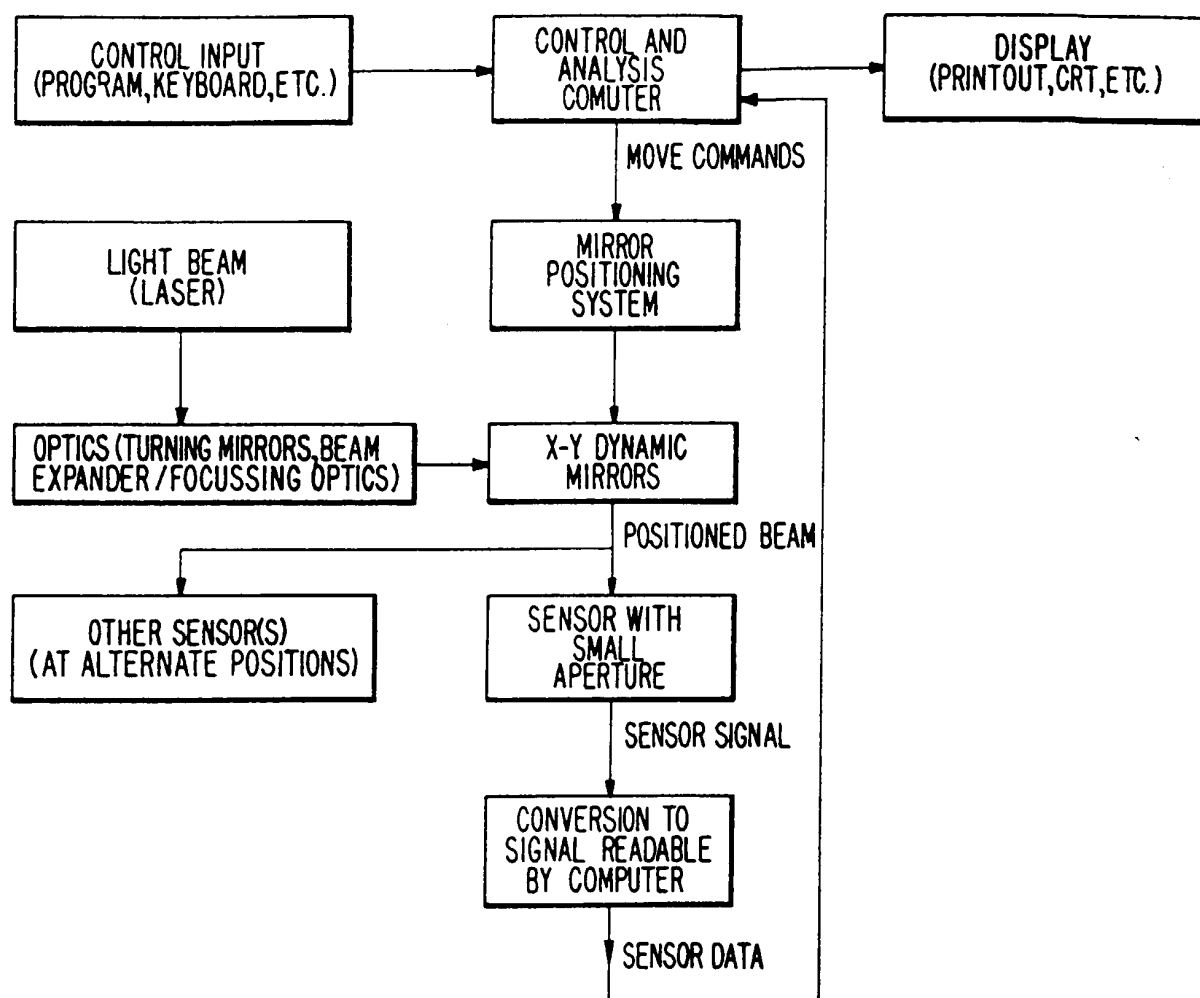 CONTROL INPUT
(PROGRAM,KEYBOARD,ETC.)
CONTROL AND
ANALYSIS
COMUTER
DISPLAY
(PRINTOUT,CRT,ETC.)
MOVE COMMANDS
LIGHT BEAM
(LASER)
MIRROR
POSITIONING
SYSTEM
OPTICS (TURNING MIRRORS,BEAM
EXPANDER/FOCUSSING OPTICS)
X-Y DYNAMIC
MIRRORS
POSITIONED BEAM
OTHER SENSOR(S)
(AT ALTERNATE POSITIONS)
SENSOR WITH
SMALL
APERTURE
SENSOR SIGNAL
CONVERSION TO
SIGNAL READABLE
BY COMPUTER
SENSOR DATA